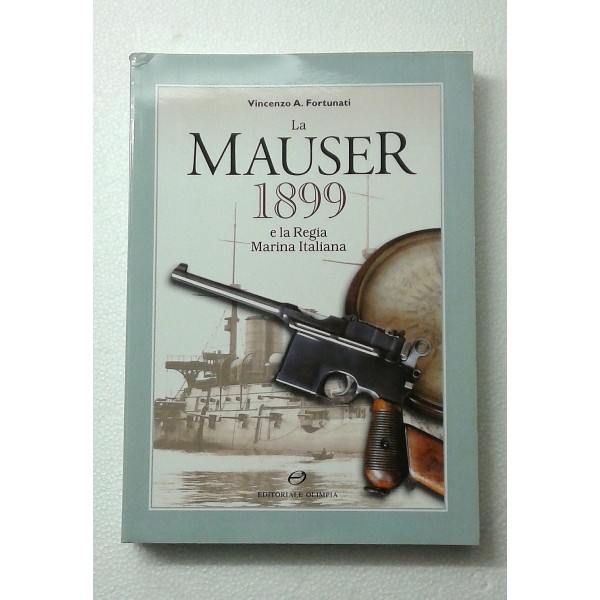 Vincenzo A. Fortunati
La
MAUSER
1899
e la Regia
Marina Italiana
EDITORIALE OLIMPIA